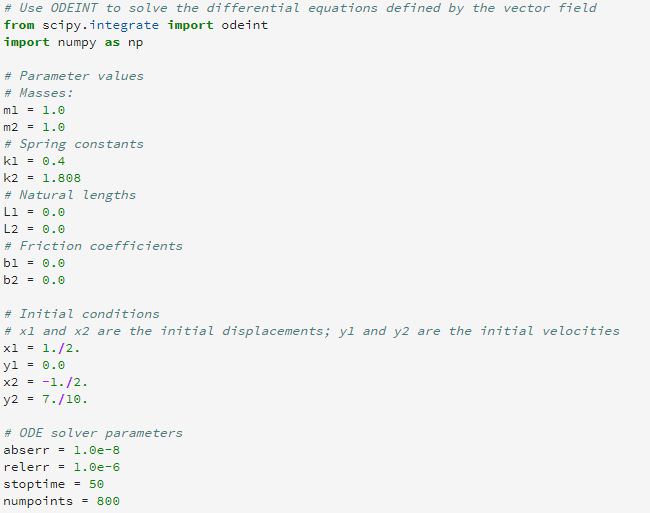 # Use ODEINT to solve the differential equations defined by the vector field
from scipy.integrate import odeint
import numpy as np
# Parameter values
# Masses:
m1 = 1.0
m2 = 1.0
# Spring constants
k1 = 0.4
k2 = 1.808
# Natural lengths
L1 = 0.0
L2 = 0.0
# Friction coefficients
b1 = 0.0
b2 = 0.0
# Initial conditions
# x1 and x2 are the initial displacements; y1 and y2 are the initial velocities
x1 = 1./2.
y1 = 0.0
x2 = -1./2.
y2 = 7./10.
# ODE solver parameters
abserr = 1.0e-8
relerr = 1.0e-6
stoptime = 50
numpoints = 800